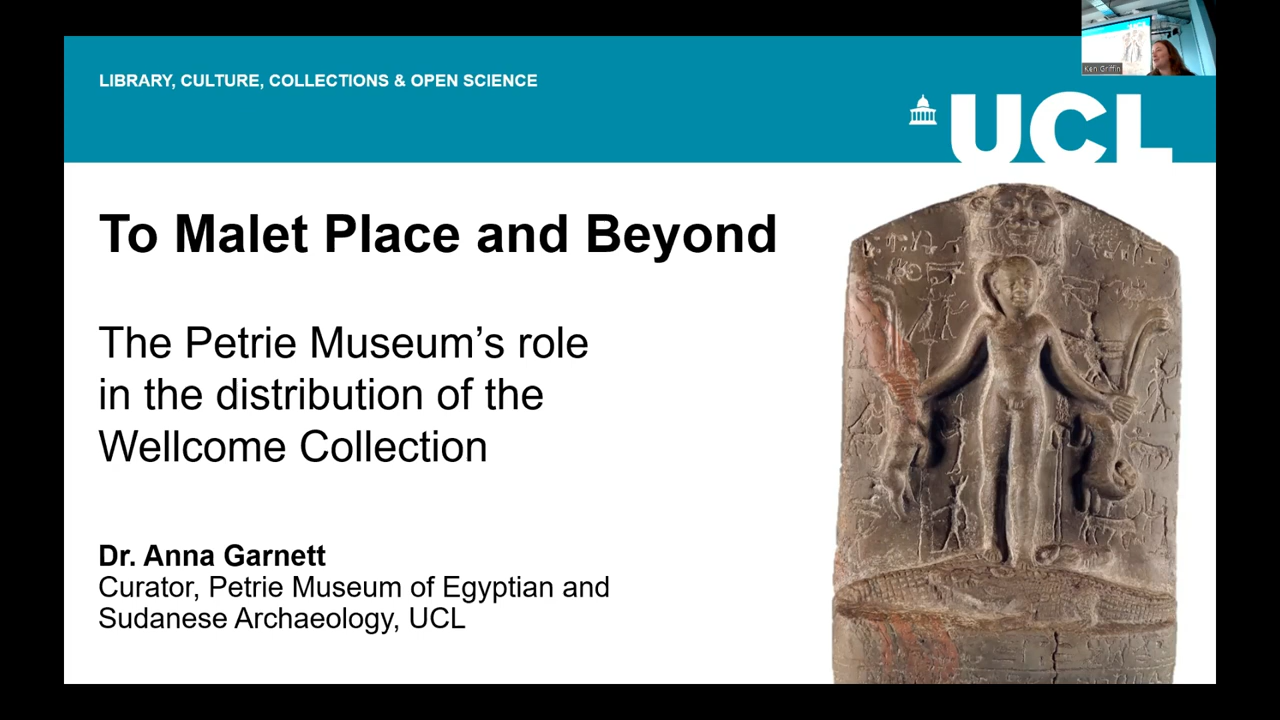 LIBRARY, CULTURE, COLLECTIONS & OPEN SCIENCE
Ken Griffin
UCL
To Malet Place and Beyond
The Petrie Museum’s role
in the distribution of the
Wellcome Collection
Dr. Anna Garnett
Curator, Petrie Museum of Egyptian and
Sudanese Archaeology, UCL